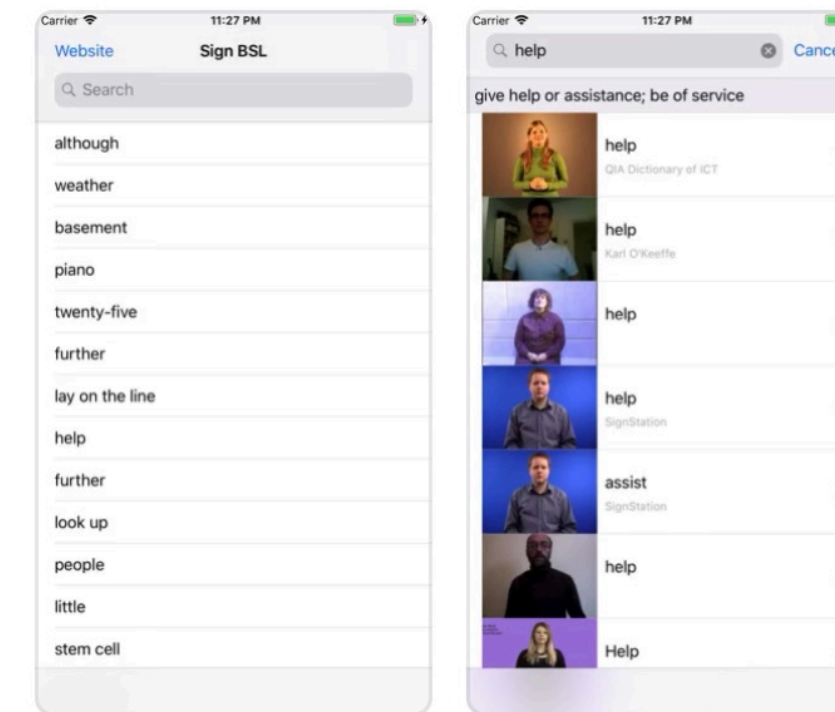 Carrier 11:27 PM
Website Sign BSL
Search
although
weather
basement
piano
twenty-five
further
lay on the line
help
further
look up
people
little
stem cell
Carrier 11:27 PM
help Cance
give help or assistance; be of service
help
QIA Dictionary of ICT
help
Karl O'Keeffe
help
help
SignStation
assist
SignStation
help
Help